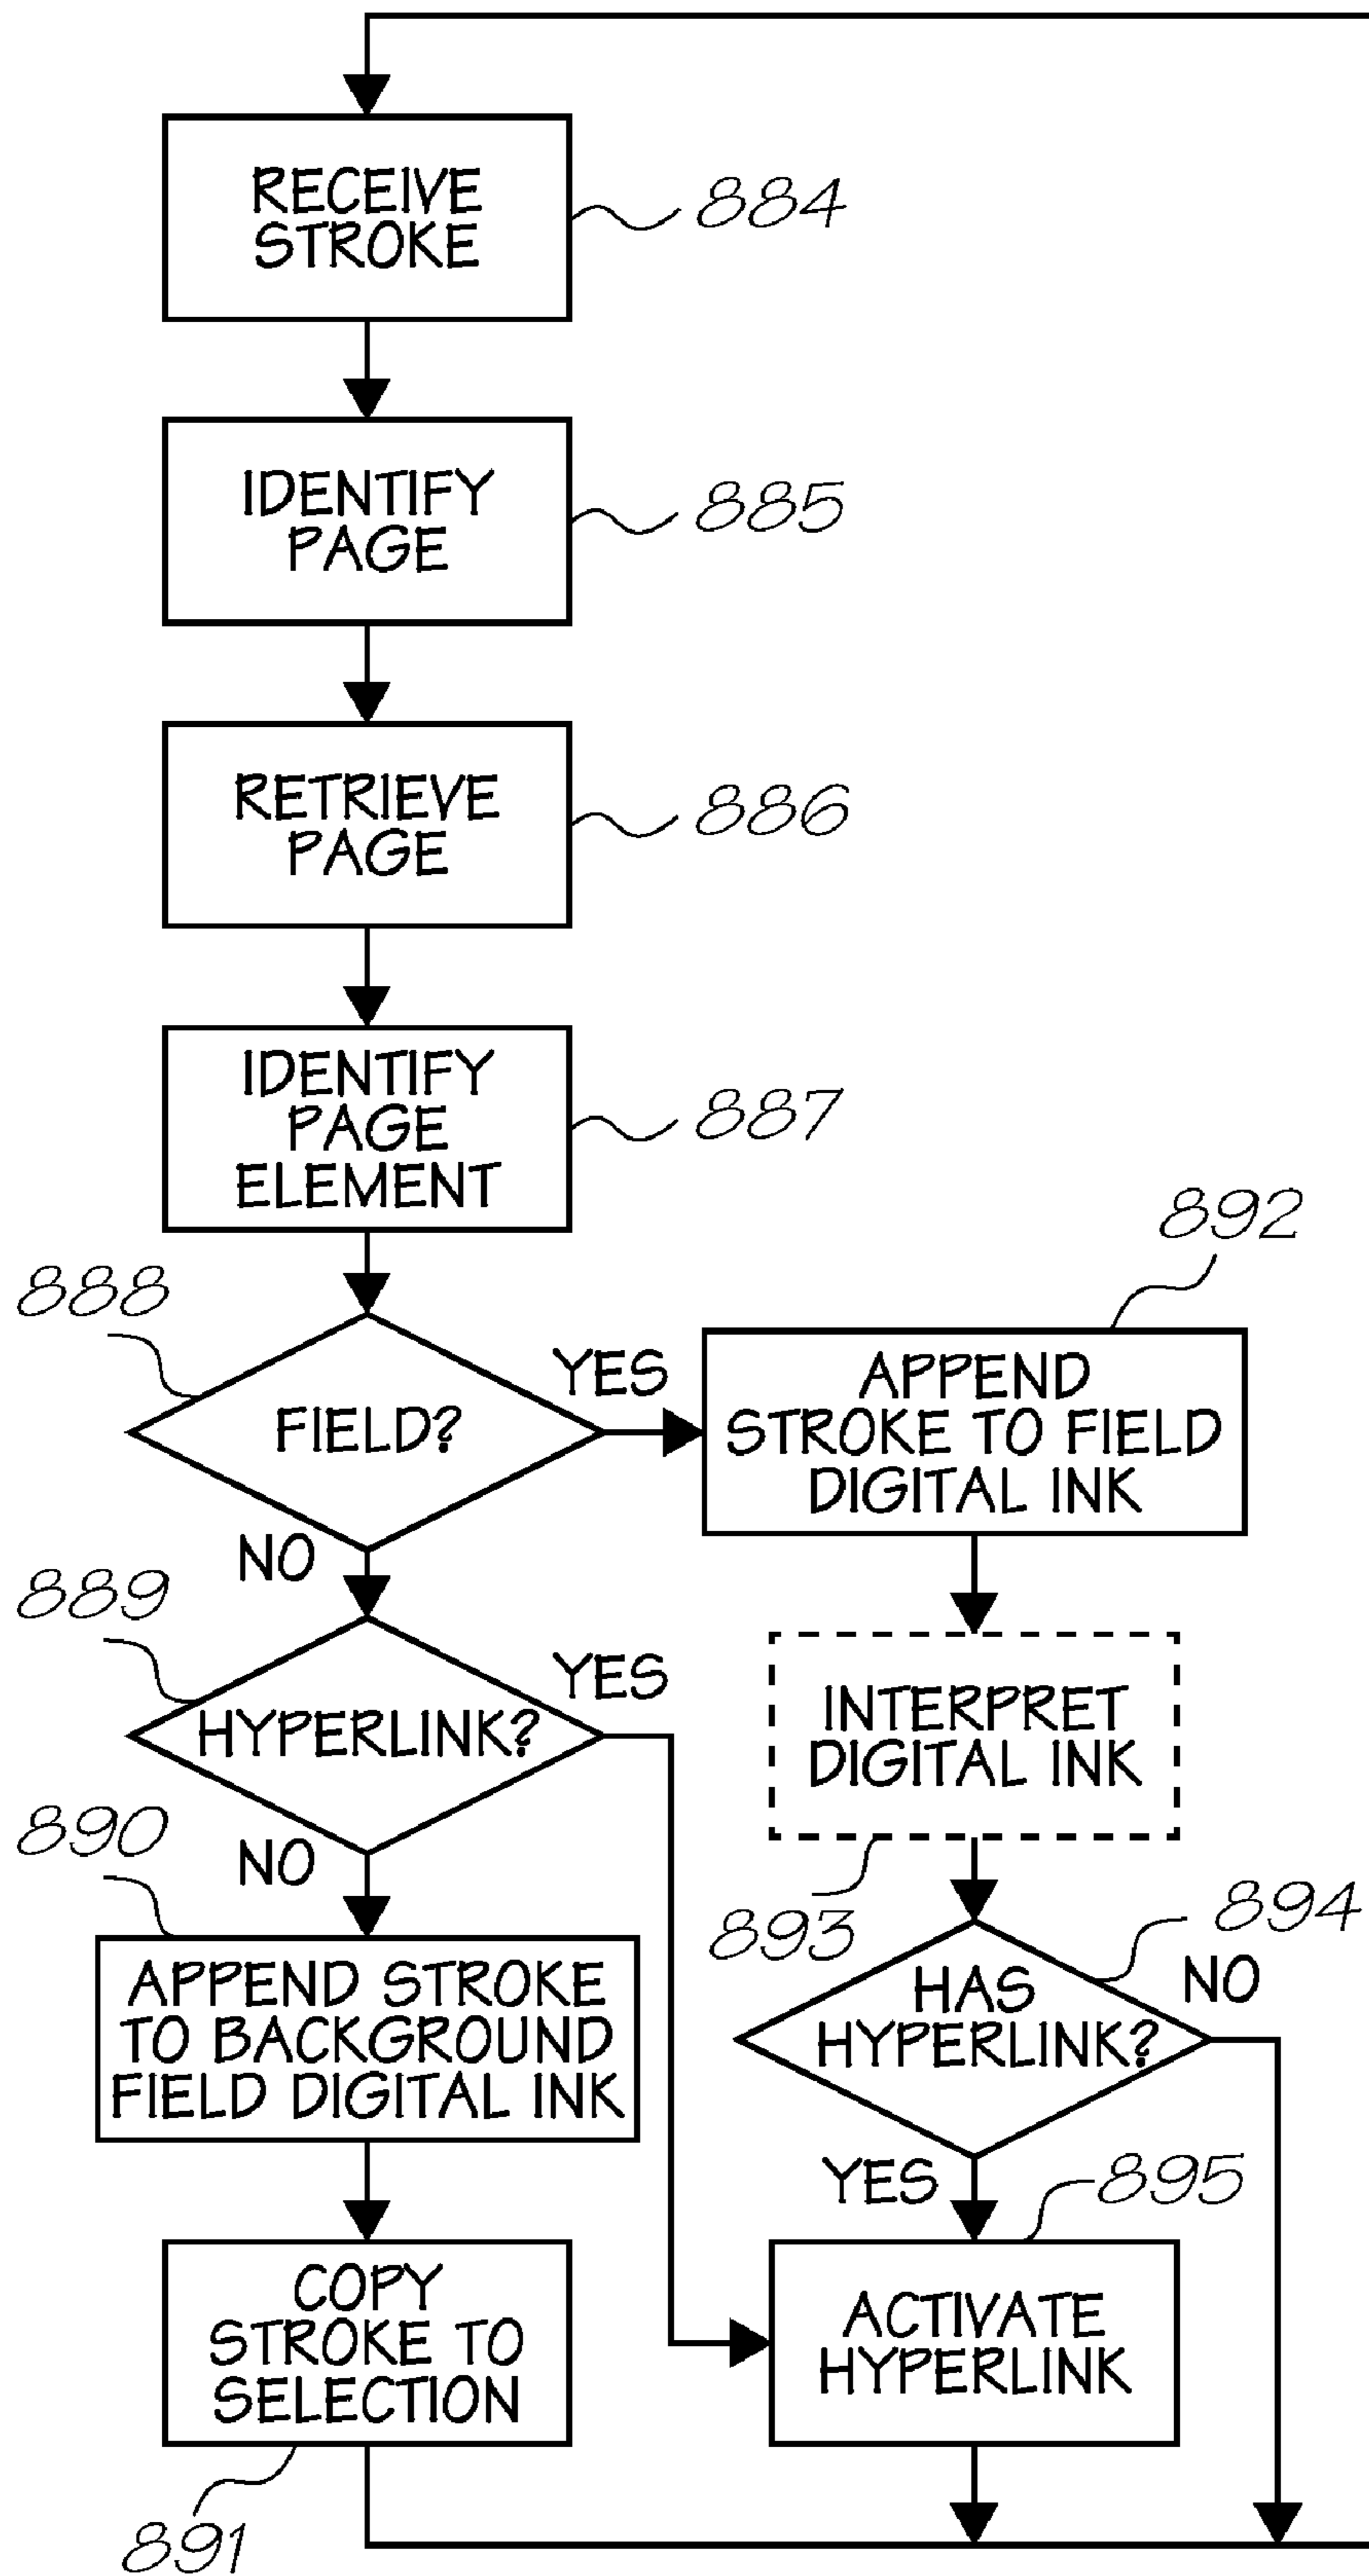 RECEIVE
STROKE
884
IDENTIFY
PAGE
885
RETRIEVE
PAGE
886
IDENTIFY
PAGE
ELEMENT
887
888
FIELD?
YES
NO
892
APPEND
STROKE TO FIELD
DIGITAL INK
889
HYPERLINK?
YES
NO
INTERPRET
DIGITAL INK
893
890
APPEND STROKE
TO BACKGROUND
FIELD DIGITAL INK
894
HAS
HYPERLINK?
NO
YES
895
COPY
STROKE TO
SELECTION
891
ACTIVATE
HYPERLINK